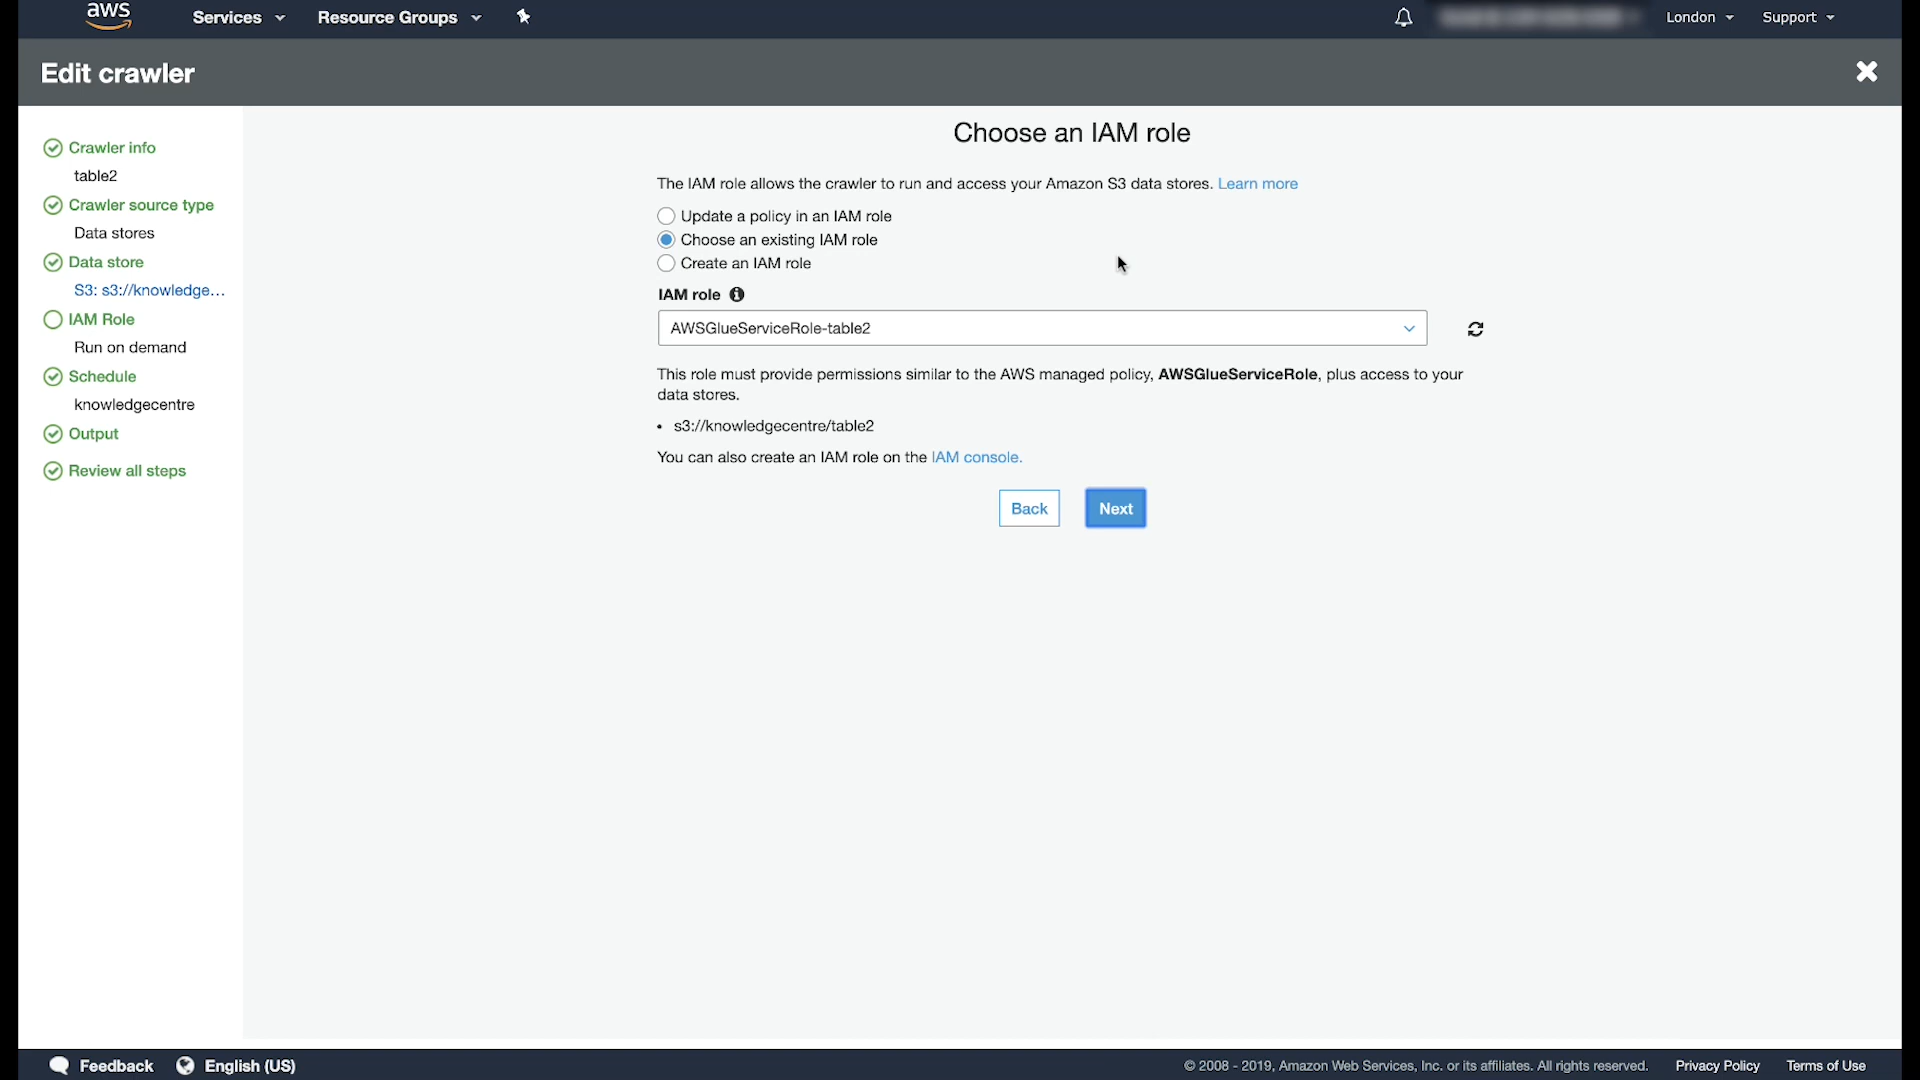 aws Services Resource Groups London Support
Edit crawler
Crawler info
table2
Crawler source type
Data stores
Data store
S3: s3://knowledge...
IAM Role
Run on demand
Schedule
knowledgecentre
Output
Review all steps
Choose an IAM role
The IAM role allows the crawler to run and access your Amazon S3 data stores. Learn more
Update a policy in an IAM role
Choose an existing IAM role
Create an IAM role
IAM role
AWSGlueServiceRole-table2
This role must provide permissions similar to the AWS managed policy, AWSGlueServiceRole, plus access to your
data stores.
• s3://knowledgecentre/table2
You can also create an IAM role on the IAM console.
Back Next
Feedback English (US) © 2008 - 2019, Amazon Web Services, Inc. or its affiliates. All rights reserved. Privacy Policy Terms of Use